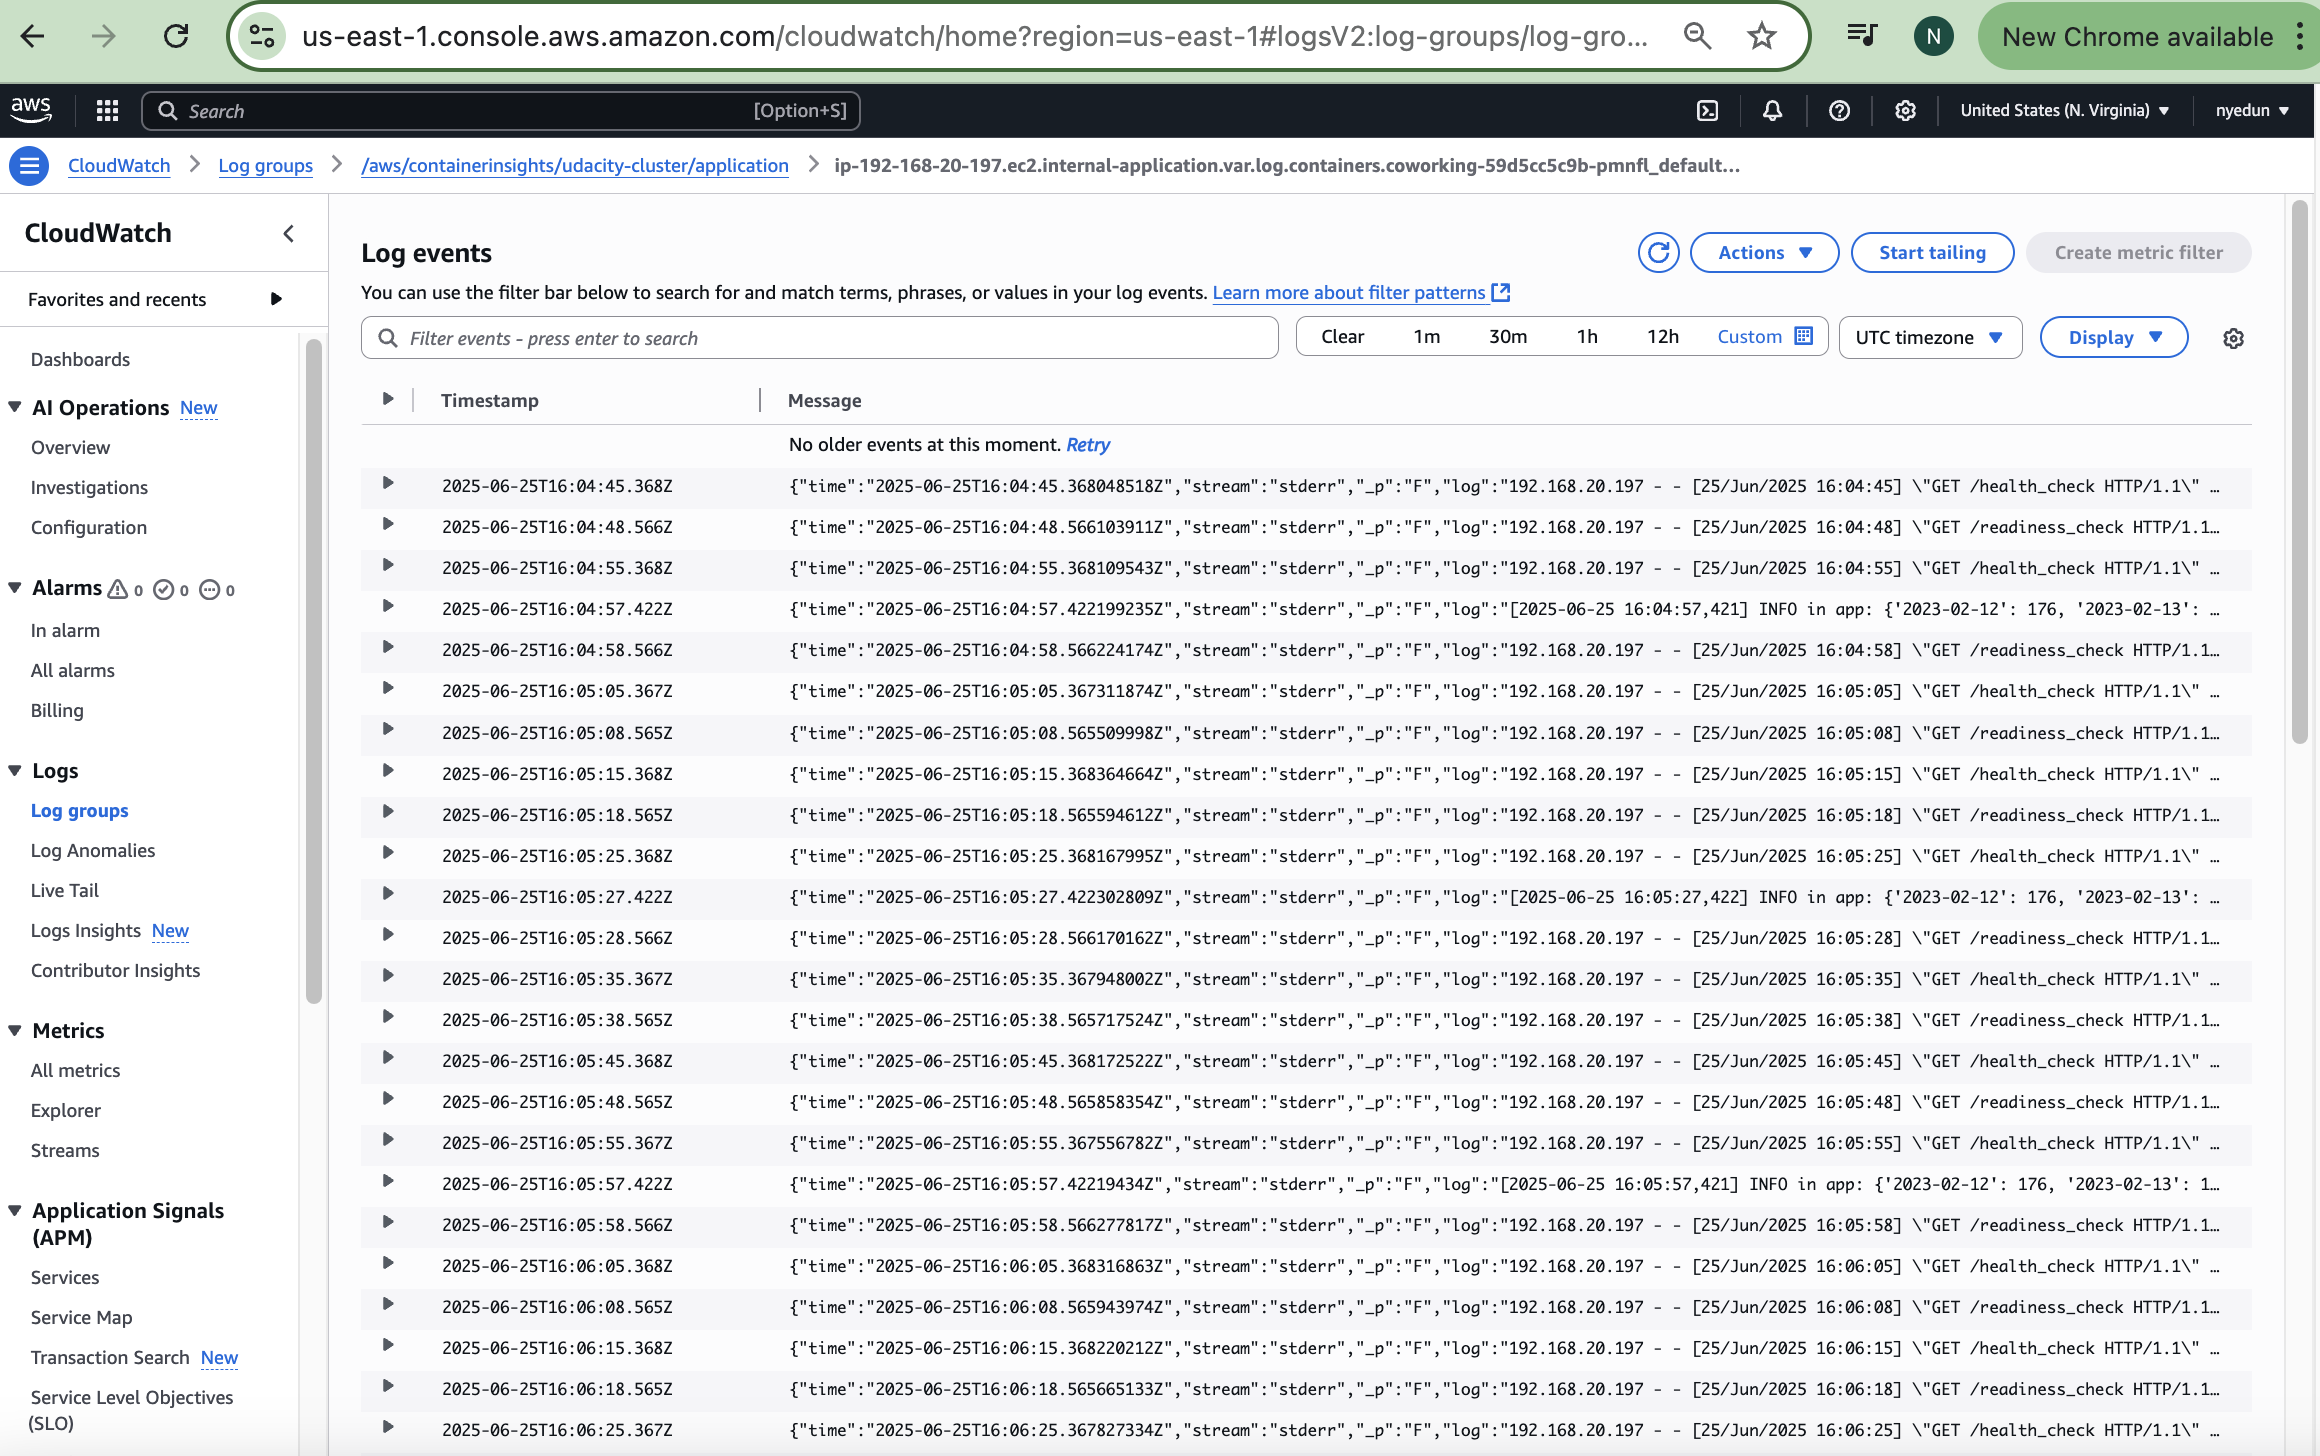 us-east-1.console.aws.amazon.com/cloudwatch/home?region=us-east-1#logsV2:log-groups/log-gro...
N
New Chrome available
aws
Search
[Option+S]
United States (N. Virginia)
nyedun
CloudWatch
Log groups
/aws/containerinsights/udacity-cluster/application
ip-192-168-20-197.ec2.internal-application.var.log.containers.coworking-59d5cc5c9b-pmnfl_default...
CloudWatch
Favorites and recents
Dashboards
AI Operations New
Overview
Investigations
Configuration
Alarms 0 0 0
In alarm
All alarms
Billing
Logs
Log groups
Log Anomalies
Live Tail
Logs Insights New
Contributor Insights
Metrics
All metrics
Explorer
Streams
Application Signals
(APM)
Services
Service Map
Transaction Search New
Service Level Objectives
(SLO)
Log events
Actions
Start tailing
Create metric filter
You can use the filter bar below to search for and match terms, phrases, or values in your log events. Learn more about filter patterns
Filter events - press enter to search
Clear 1m 30m 1h 12h Custom
UTC timezone
Display
Timestamp Message
No older events at this moment. Retry
2025-06-25T16:04:45.368Z {"time":"2025-06-25T16:04:45.368048518Z","stream":"stderr","_p":"F","log":"192.168.20.197 - - [25/Jun/2025 16:04:45] \"GET /health_check HTTP/1.1\" …
2025-06-25T16:04:48.566Z {"time":"2025-06-25T16:04:48.566103911Z","stream":"stderr","_p":"F","log":"192.168.20.197 - - [25/Jun/2025 16:04:48] \"GET /readiness_check HTTP/1.1…
2025-06-25T16:04:55.368Z {"time":"2025-06-25T16:04:55.368109543Z","stream":"stderr","_p":"F","log":"192.168.20.197 - - [25/Jun/2025 16:04:55] \"GET /health_check HTTP/1.1\" …
2025-06-25T16:04:57.422Z {"time":"2025-06-25T16:04:57.422199235Z","stream":"stderr","_p":"F","log":"[2025-06-25 16:04:57,421] INFO in app: {'2023-02-12': 176, '2023-02-13': …
2025-06-25T16:04:58.566Z {"time":"2025-06-25T16:04:58.566224174Z","stream":"stderr","_p":"F","log":"192.168.20.197 - - [25/Jun/2025 16:04:58] \"GET /readiness_check HTTP/1.1…
2025-06-25T16:05:05.367Z {"time":"2025-06-25T16:05:05.367311874Z","stream":"stderr","_p":"F","log":"192.168.20.197 - - [25/Jun/2025 16:05:05] \"GET /health_check HTTP/1.1\" …
2025-06-25T16:05:08.565Z {"time":"2025-06-25T16:05:08.565509998Z","stream":"stderr","_p":"F","log":"192.168.20.197 - - [25/Jun/2025 16:05:08] \"GET /readiness_check HTTP/1.1…
2025-06-25T16:05:15.368Z {"time":"2025-06-25T16:05:15.368364664Z","stream":"stderr","_p":"F","log":"192.168.20.197 - - [25/Jun/2025 16:05:15] \"GET /health_check HTTP/1.1\" …
2025-06-25T16:05:18.565Z {"time":"2025-06-25T16:05:18.565594612Z","stream":"stderr","_p":"F","log":"192.168.20.197 - - [25/Jun/2025 16:05:18] \"GET /readiness_check HTTP/1.1…
2025-06-25T16:05:25.368Z {"time":"2025-06-25T16:05:25.368167995Z","stream":"stderr","_p":"F","log":"192.168.20.197 - - [25/Jun/2025 16:05:25] \"GET /health_check HTTP/1.1\" …
2025-06-25T16:05:27.422Z {"time":"2025-06-25T16:05:27.422302809Z","stream":"stderr","_p":"F","log":"[2025-06-25 16:05:27,422] INFO in app: {'2023-02-12': 176, '2023-02-13': …
2025-06-25T16:05:28.566Z {"time":"2025-06-25T16:05:28.566170162Z","stream":"stderr","_p":"F","log":"192.168.20.197 - - [25/Jun/2025 16:05:28] \"GET /readiness_check HTTP/1.1…
2025-06-25T16:05:35.367Z {"time":"2025-06-25T16:05:35.367948002Z","stream":"stderr","_p":"F","log":"192.168.20.197 - - [25/Jun/2025 16:05:35] \"GET /health_check HTTP/1.1\" …
2025-06-25T16:05:38.565Z {"time":"2025-06-25T16:05:38.565717524Z","stream":"stderr","_p":"F","log":"192.168.20.197 - - [25/Jun/2025 16:05:38] \"GET /readiness_check HTTP/1.1…
2025-06-25T16:05:45.368Z {"time":"2025-06-25T16:05:45.368172522Z","stream":"stderr","_p":"F","log":"192.168.20.197 - - [25/Jun/2025 16:05:45] \"GET /health_check HTTP/1.1\" …
2025-06-25T16:05:48.565Z {"time":"2025-06-25T16:05:48.565858354Z","stream":"stderr","_p":"F","log":"192.168.20.197 - - [25/Jun/2025 16:05:48] \"GET /readiness_check HTTP/1.1…
2025-06-25T16:05:55.367Z {"time":"2025-06-25T16:05:55.367556782Z","stream":"stderr","_p":"F","log":"192.168.20.197 - - [25/Jun/2025 16:05:55] \"GET /health_check HTTP/1.1\" …
2025-06-25T16:05:57.422Z {"time":"2025-06-25T16:05:57.42219434Z","stream":"stderr","_p":"F","log":"[2025-06-25 16:05:57,421] INFO in app: {'2023-02-12': 176, '2023-02-13': 1…
2025-06-25T16:05:58.566Z {"time":"2025-06-25T16:05:58.566277817Z","stream":"stderr","_p":"F","log":"192.168.20.197 - - [25/Jun/2025 16:05:58] \"GET /readiness_check HTTP/1.1…
2025-06-25T16:06:05.368Z {"time":"2025-06-25T16:06:05.368316863Z","stream":"stderr","_p":"F","log":"192.168.20.197 - - [25/Jun/2025 16:06:05] \"GET /health_check HTTP/1.1\" …
2025-06-25T16:06:08.565Z {"time":"2025-06-25T16:06:08.565943974Z","stream":"stderr","_p":"F","log":"192.168.20.197 - - [25/Jun/2025 16:06:08] \"GET /readiness_check HTTP/1.1…
2025-06-25T16:06:15.368Z {"time":"2025-06-25T16:06:15.368220212Z","stream":"stderr","_p":"F","log":"192.168.20.197 - - [25/Jun/2025 16:06:15] \"GET /health_check HTTP/1.1\" …
2025-06-25T16:06:18.565Z {"time":"2025-06-25T16:06:18.565665133Z","stream":"stderr","_p":"F","log":"192.168.20.197 - - [25/Jun/2025 16:06:18] \"GET /readiness_check HTTP/1.1…
2025-06-25T16:06:25.367Z {"time":"2025-06-25T16:06:25.367827334Z","stream":"stderr","_p":"F","log":"192.168.20.197 - - [25/Jun/2025 16:06:25] \"GET /health_check HTTP/1.1\" …